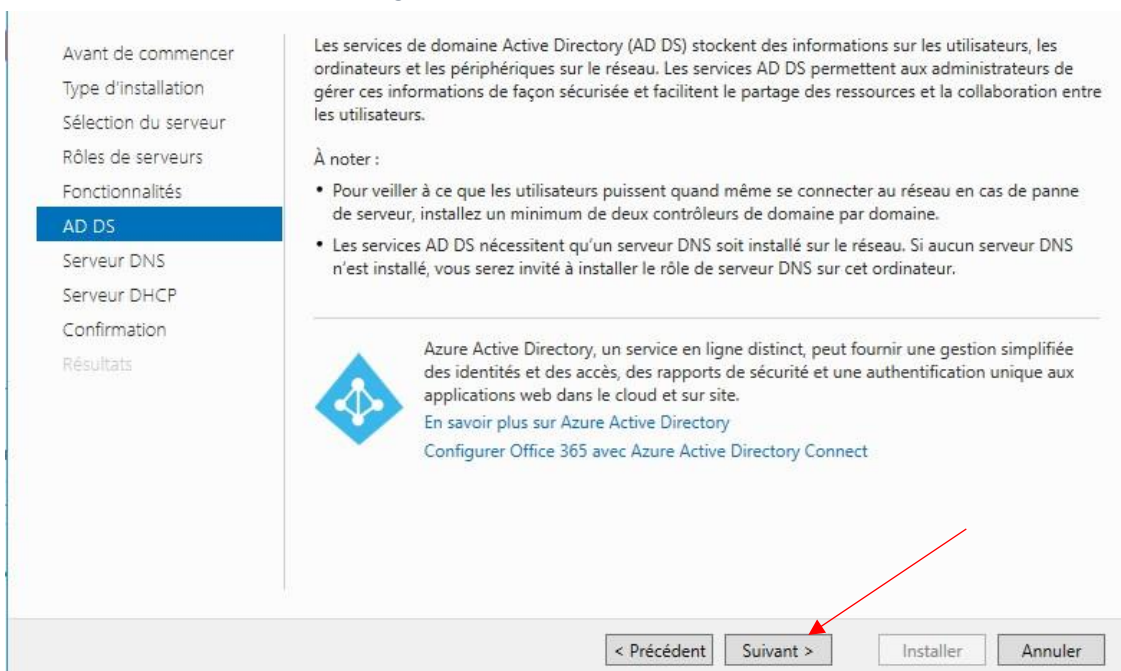 Avant de commencer
Type d'installation
Sélection du serveur
Rôles de serveurs
Fonctionnalités
AD DS
Serveur DNS
Serveur DHCP
Confirmation
Résultats
Les services de domaine Active Directory (AD DS) stockent des informations sur les utilisateurs, les
ordinateurs et les périphériques sur le réseau. Les services AD DS permettent aux administrateurs de
gérer ces informations de façon sécurisée et facilitent le partage des ressources et la collaboration entre
les utilisateurs.
À noter :
• Pour veiller à ce que les utilisateurs puissent quand même se connecter au réseau en cas de panne
de serveur, installez un minimum de deux contrôleurs de domaine par domaine.
• Les services AD DS nécessitent qu'un serveur DNS soit installé sur le réseau. Si aucun serveur DNS
n'est installé, vous serez invité à installer le rôle de serveur DNS sur cet ordinateur.
Azure Active Directory, un service en ligne distinct, peut fournir une gestion simplifiée
des identités et des accès, des rapports de sécurité et une authentification unique aux
applications web dans le cloud et sur site.
En savoir plus sur Azure Active Directory
Configurer Office 365 avec Azure Active Directory Connect
< Précédent Suivant > Installer Annuler